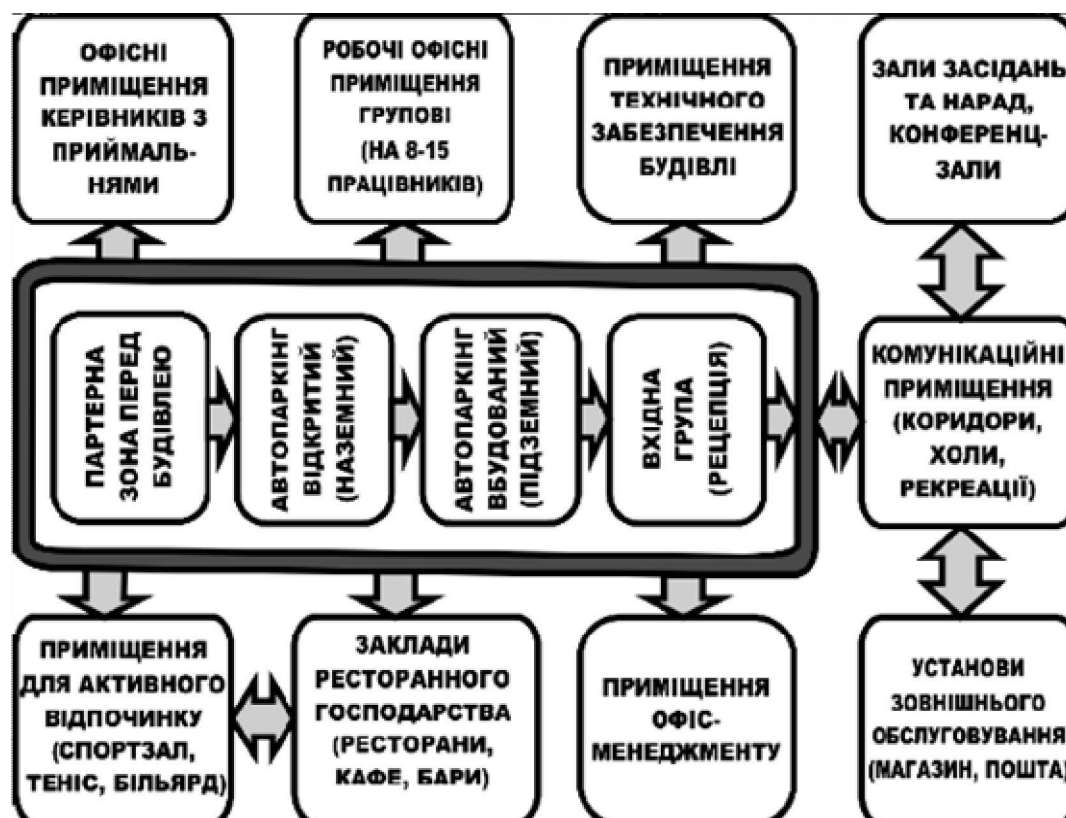 ОФІСНІ
ПРИМІЩЕННЯ
КЕРІВНИКІВ З
ПРИЙМАЛЬ-
НЯМИ
РОБОЧІ ОФІСНІ
ПРИМІЩЕННЯ
ГРУПОВІ
(НА 8-15
ПРАЦІВНИКІВ)
ПРИМІЩЕННЯ
ТЕХНІЧНОГО
ЗАБЕЗПЕЧЕННЯ
БУДІВЛІ
ЗАЛИ ЗАСІДАНЬ
ТА НАРАД,
КОНФЕРЕНЦ-
ЗАЛИ
ПАРТЕРНА
ЗОНА ПЕРЕД
БУДІВЛЕЮ
АВТОПАРКІНГ
ВІДКРИТИЙ
(НАЗЕМНИЙ)
АВТОПАРКІНГ
ВБУДОВАНИЙ
(ПІДЗЕМНИЙ)
ВХІДНА
ГРУПА
(РЕЦЕПЦІЯ)
КОМУНІКАЦІЙНІ
ПРИМІЩЕННЯ
(КОРИДОРИ,
ХОЛИ,
РЕКРЕАЦІЇ)
ПРИМІЩЕННЯ
ДЛЯ АКТИВНОГО
ВІДПОЧИНКУ
(СПОРТЗАЛ,
ТЕНІС, БІЛЬЯРД)
ЗАКЛАДИ
РЕСТОРАННОГО
ГОСПОДАРСТВА
(РЕСТОРАНИ,
КАФЕ, БАРИ)
ПРИМІЩЕННЯ
ОФІС-
МЕНЕДЖМЕНТУ
УСТАНОВИ
ЗОВНІШНЬОГО
ОБСЛУГОВУВАННЯ
(МАГАЗИН, ПОШТА)